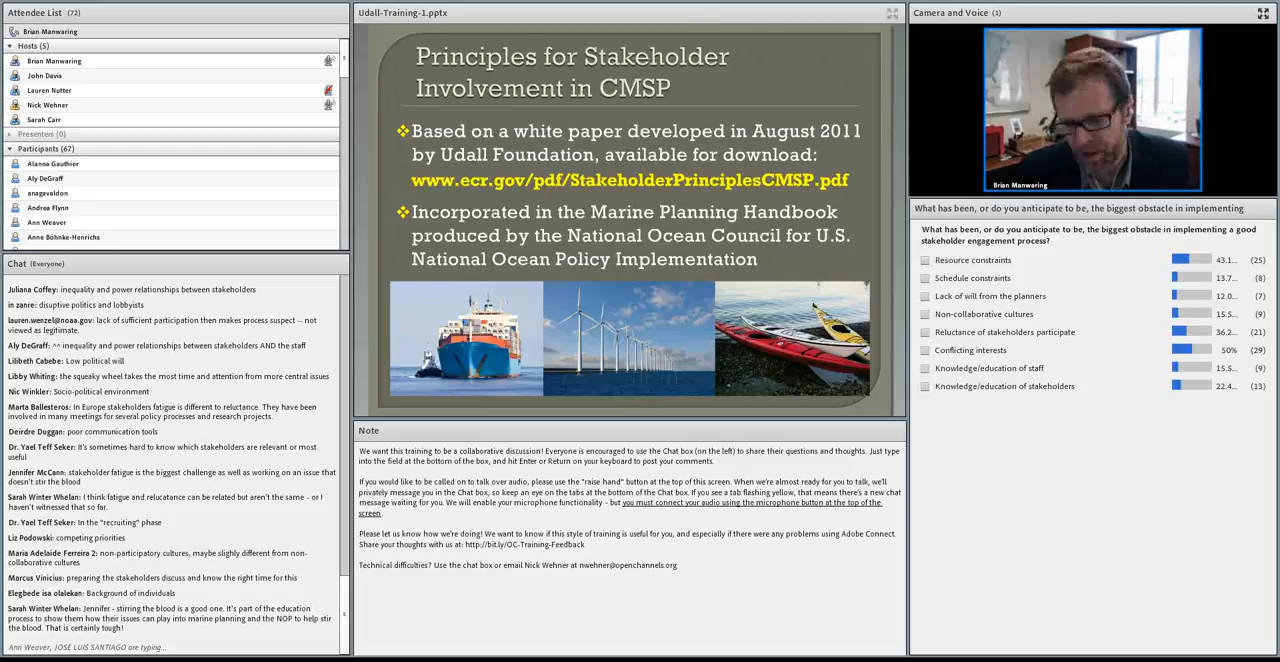 Attendee List (72)
Brian Manwaring
Hosts (5)
Brian Manwaring
John Davis
Lauren Nutter
Nick Wehner
Sarah Carr
Presenters (0)
Participants (67)
Alanna Gauthier
Aly DeGraff
anagavaldon
Andrea Flynn
Ann Weaver
Anne Böhnke-Henrichs
Chat (Everyone)
Juliana Coffey: inequality and power relationships between stakeholders
in zanre: disuptive politics and lobbyists
lauren.wenzel@noaa.gov: lack of sufficient participation then makes process suspect -- not
viewed as legitimate.
Aly DeGraff: ^^ inequality and power relationships between stakeholders AND the staff
Lilibeth Cabebe: Low political will
Libby Whiting: the squeaky wheel takes the most time and attention from more central issues
Nic Winkler: Socio-political environment
Marta Ballesteros: In Europe stakeholders fatigue is different to reluctance. They have been
involved in many meetings for several policy processes and research projects.
Deirdre Duggan: poor communication tools
Dr. Yael Teff Seker: It's sometimes hard to know which stakeholders are relevant or most
useful
Jennifer McCann: stakeholder fatigue is the biggest challenge as well as working on an issue that
doesn't stir the blood
Sarah Winter Whelan: I think fatigue and relucatance can be related but aren't the same - or I
haven't witnessed that so far.
Dr. Yael Teff Seker: In the "recruiting" phase
Liz Podowski: competing priorities
Maria Adelaide Ferreira 2: non-participatory cultures, maybe slighly different from non-
collaborative cultures
Marcus Vinicius: preparing the stakeholders discuss and know the right time for this
Elegbede isa olalekan: Background of individuals
Sarah Winter Whelan: Jennifer - stirring the blood is a good one. It's part of the education
process to show them how their issues can play into marine planning and the NOP to help stir
the blood. That is certainly tough!
Ann Weaver, JOSE LUIS SANTIAGO are typing...
Udall-Training-1.pptx
Principles for Stakeholder
Involvement in CMSP
Based on a white paper developed in August 2011
by Udall Foundation, available for download:
www.ecr.gov/pdf/StakeholderPrinciplesCMSP.pdf
Incorporated in the Marine Planning Handbook
produced by the National Ocean Council for U.S.
National Ocean Policy Implementation
Note
We want this training to be a collaborative discussion! Everyone is encouraged to use the Chat box (on the left) to share their questions and thoughts. Just type
into the field at the bottom of the box, and hit Enter or Return on your keyboard to post your comments.
If you would like to be called on to talk over audio, please use the "raise hand" button at the top of this screen. When we're almost ready for you to talk, we'll
privately message you in the Chat box, so keep an eye on the tabs at the bottom of the Chat box. If you see a tab flashing yellow, that means there's a new chat
message waiting for you. We will enable your microphone functionality - but you must connect your audio using the microphone button at the top of the
screen.
Please let us know how we're doing! We want to know if this style of training is useful for you, and especially if there were any problems using Adobe Connect.
Share your thoughts with us at: http://bit.ly/OC-Training-Feedback
Technical difficulties? Use the chat box or email Nick Wehner at nwehner@openchannels.org
Camera and Voice (1)
Brian Manwaring
What has been, or do you anticipate to be, the biggest obstacle in implementing
What has been, or do you anticipate to be, the biggest obstacle in implementing a good
stakeholder engagement process?
Resource constraints 43.1... (25)
Schedule constraints 13.7... (8)
Lack of will from the planners 12.0... (7)
Non-collaborative cultures 15.5... (9)
Reluctance of stakeholders participate 36.2... (21)
Conflicting interests 50% (29)
Knowledge/education of staff 15.5... (9)
Knowledge/education of stakeholders 22.4... (13)